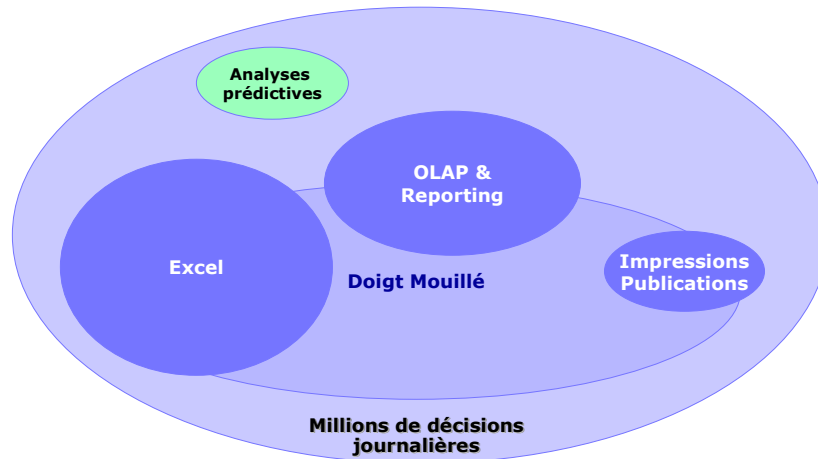 Analyses
prédictives
OLAP &
Reporting
Excel
Doigt Mouillé
Impressions
Publications
Millions de décisions
journalières